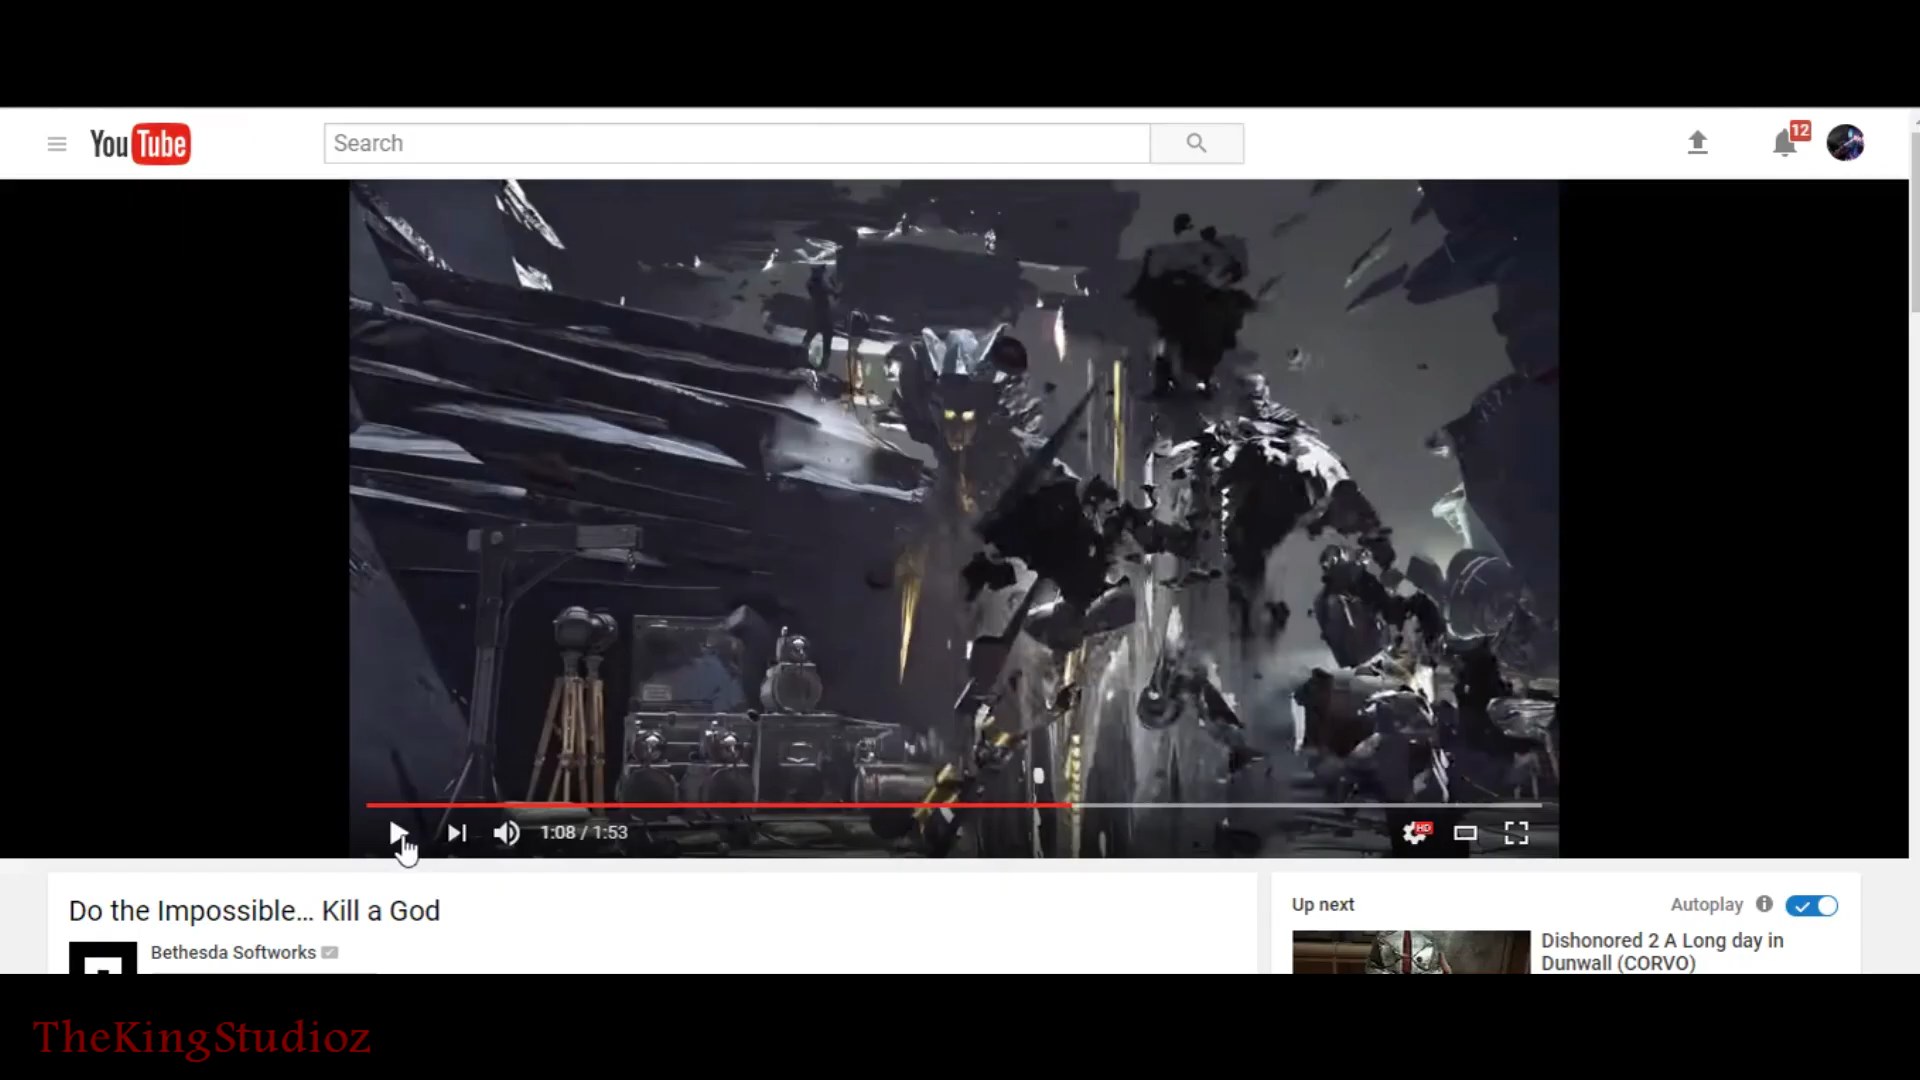 YouTube
Search
12
1:08 / 1:53
HD
Do the Impossible... Kill a God
Bethesda Softworks
Up next
Autoplay
Dishonored 2 A Long day in
Dunwall (CORVO)
TheKingStudioz